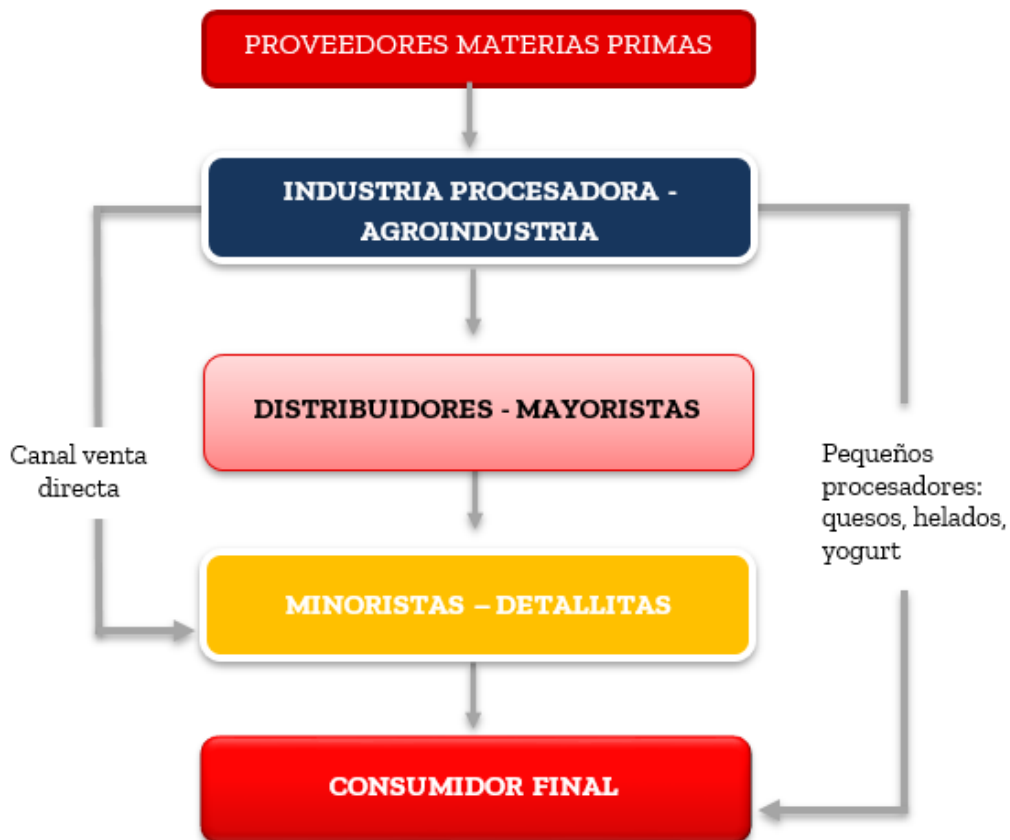 PROVEEDORES MATERIAS PRIMAS
INDUSTRIA PROCESADORA -
AGROINDUSTRIA
DISTRIBUIDORES - MAYORISTAS
Canal venta
directa
Pequeños
procesadores:
quesos, helados,
yogurt
MINORISTAS – DETALLITAS
CONSUMIDOR FINAL